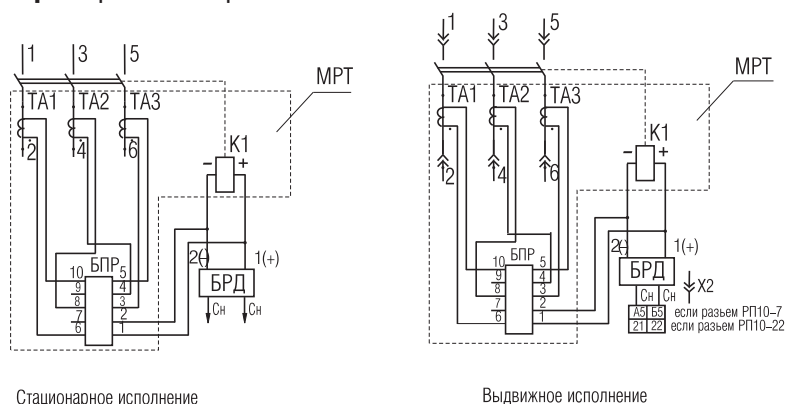 1 3 5
МРТ
ТА1 ТА2 ТА3
К1
− +
2 4 6
2(-) 1(+)
БПР
БРД
10 5
9 4
8 3
7 2
6 1
Сн Сн
Стационарное исполнение
1 3 5
МРТ
ТА1 ТА2 ТА3
К1
− +
2 4 6
2(-) 1(+)
БПР
БРД
10 5
9 4
8 3
7 2
6 1
Х2
Сн Сн
А5 Б5 если разьем РП10-7
21 22 если разьем РП10-22
Выдвижное исполнение